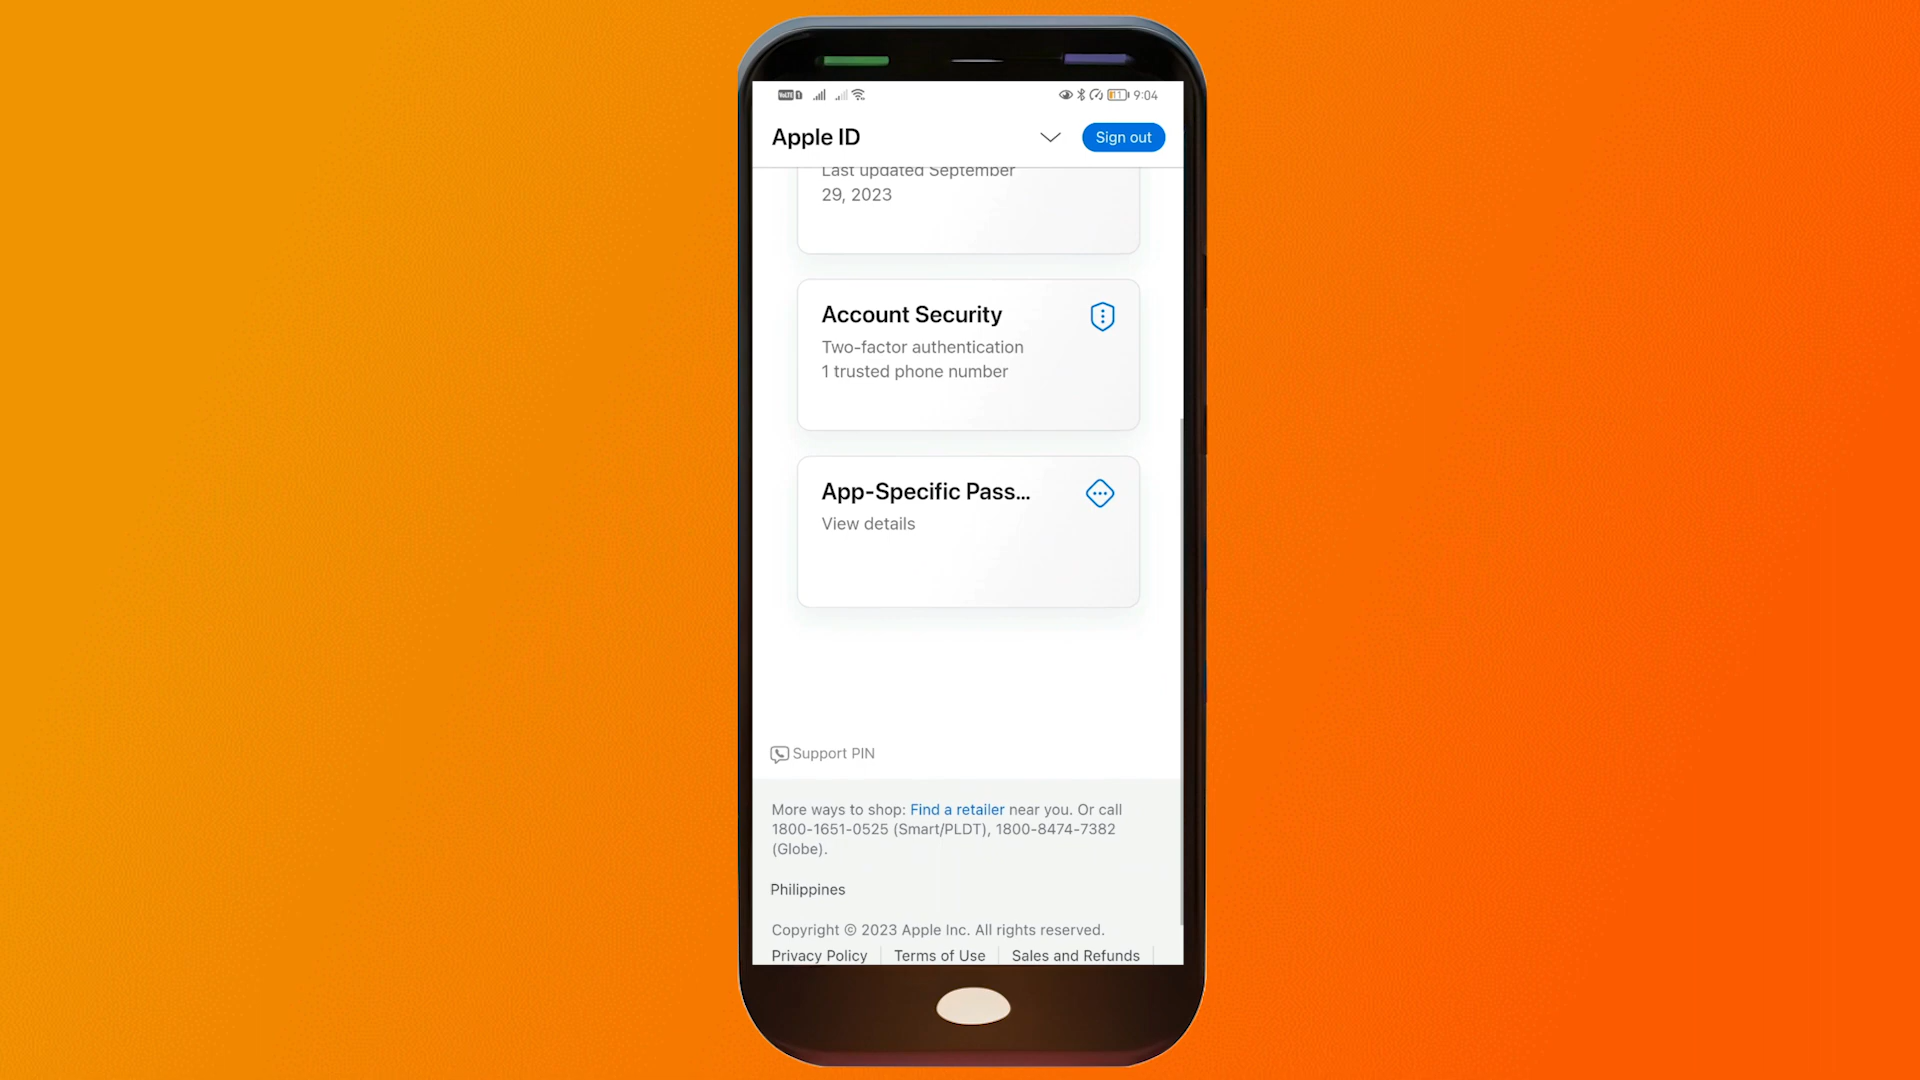 9:04
Apple ID
Sign out
Last updated September
29, 2023
Account Security
Two-factor authentication
1 trusted phone number
App-Specific Pass...
View details
Support PIN
More ways to shop: Find a retailer near you. Or call
1800-1651-0525 (Smart/PLDT), 1800-8474-7382
(Globe).
Philippines
Copyright © 2023 Apple Inc. All rights reserved.
Privacy Policy
Terms of Use
Sales and Refunds